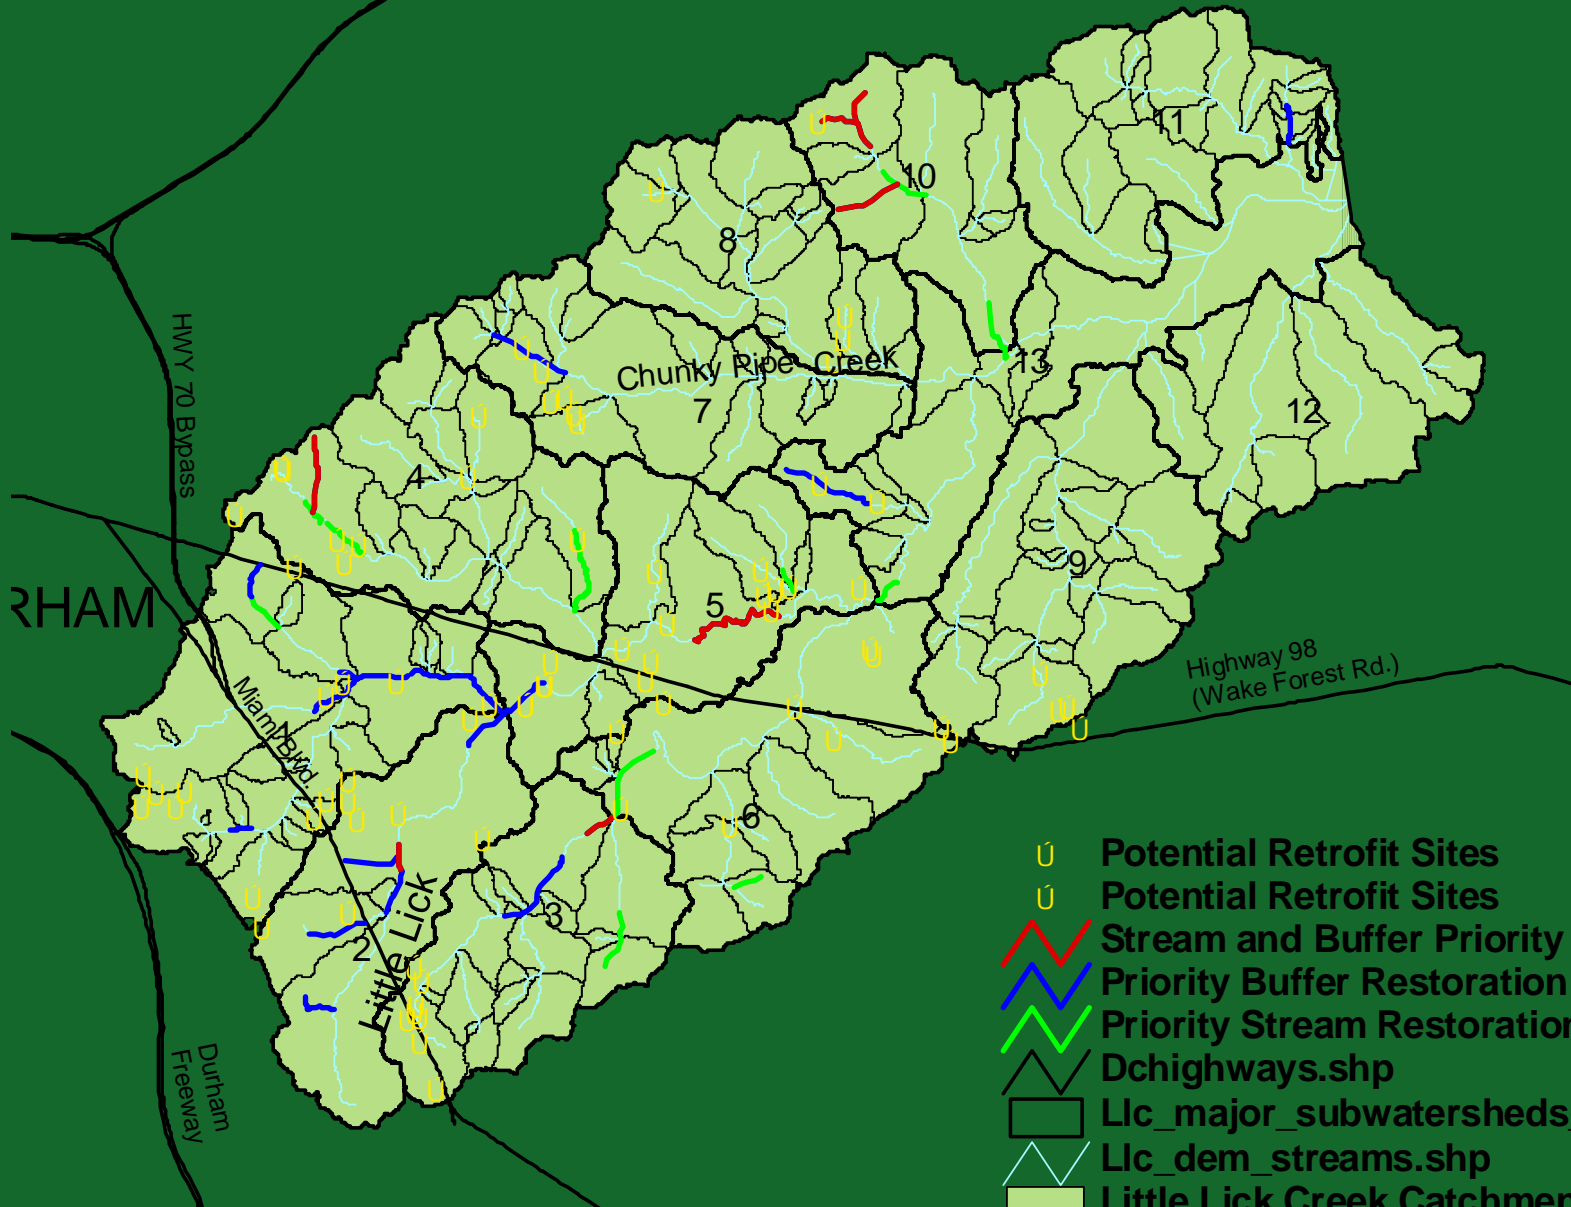 11
10
8
HWY 70 Bypass
Chunky Pipe Creek
13
7
12
4
9
RHAM
5
Highway 98
(Wake Forest Rd.)
Miami Blvd.
1
6
3
2
Little Lick
Durham
Freeway
Ú Potential Retrofit Sites
Ú Potential Retrofit Sites
Stream and Buffer Priority
Priority Buffer Restoration
Priority Stream Restoration
Dchighways.shp
Llc_major_subwatersheds_
Llc_dem_streams.shp
Little Lick Creek Catchmen